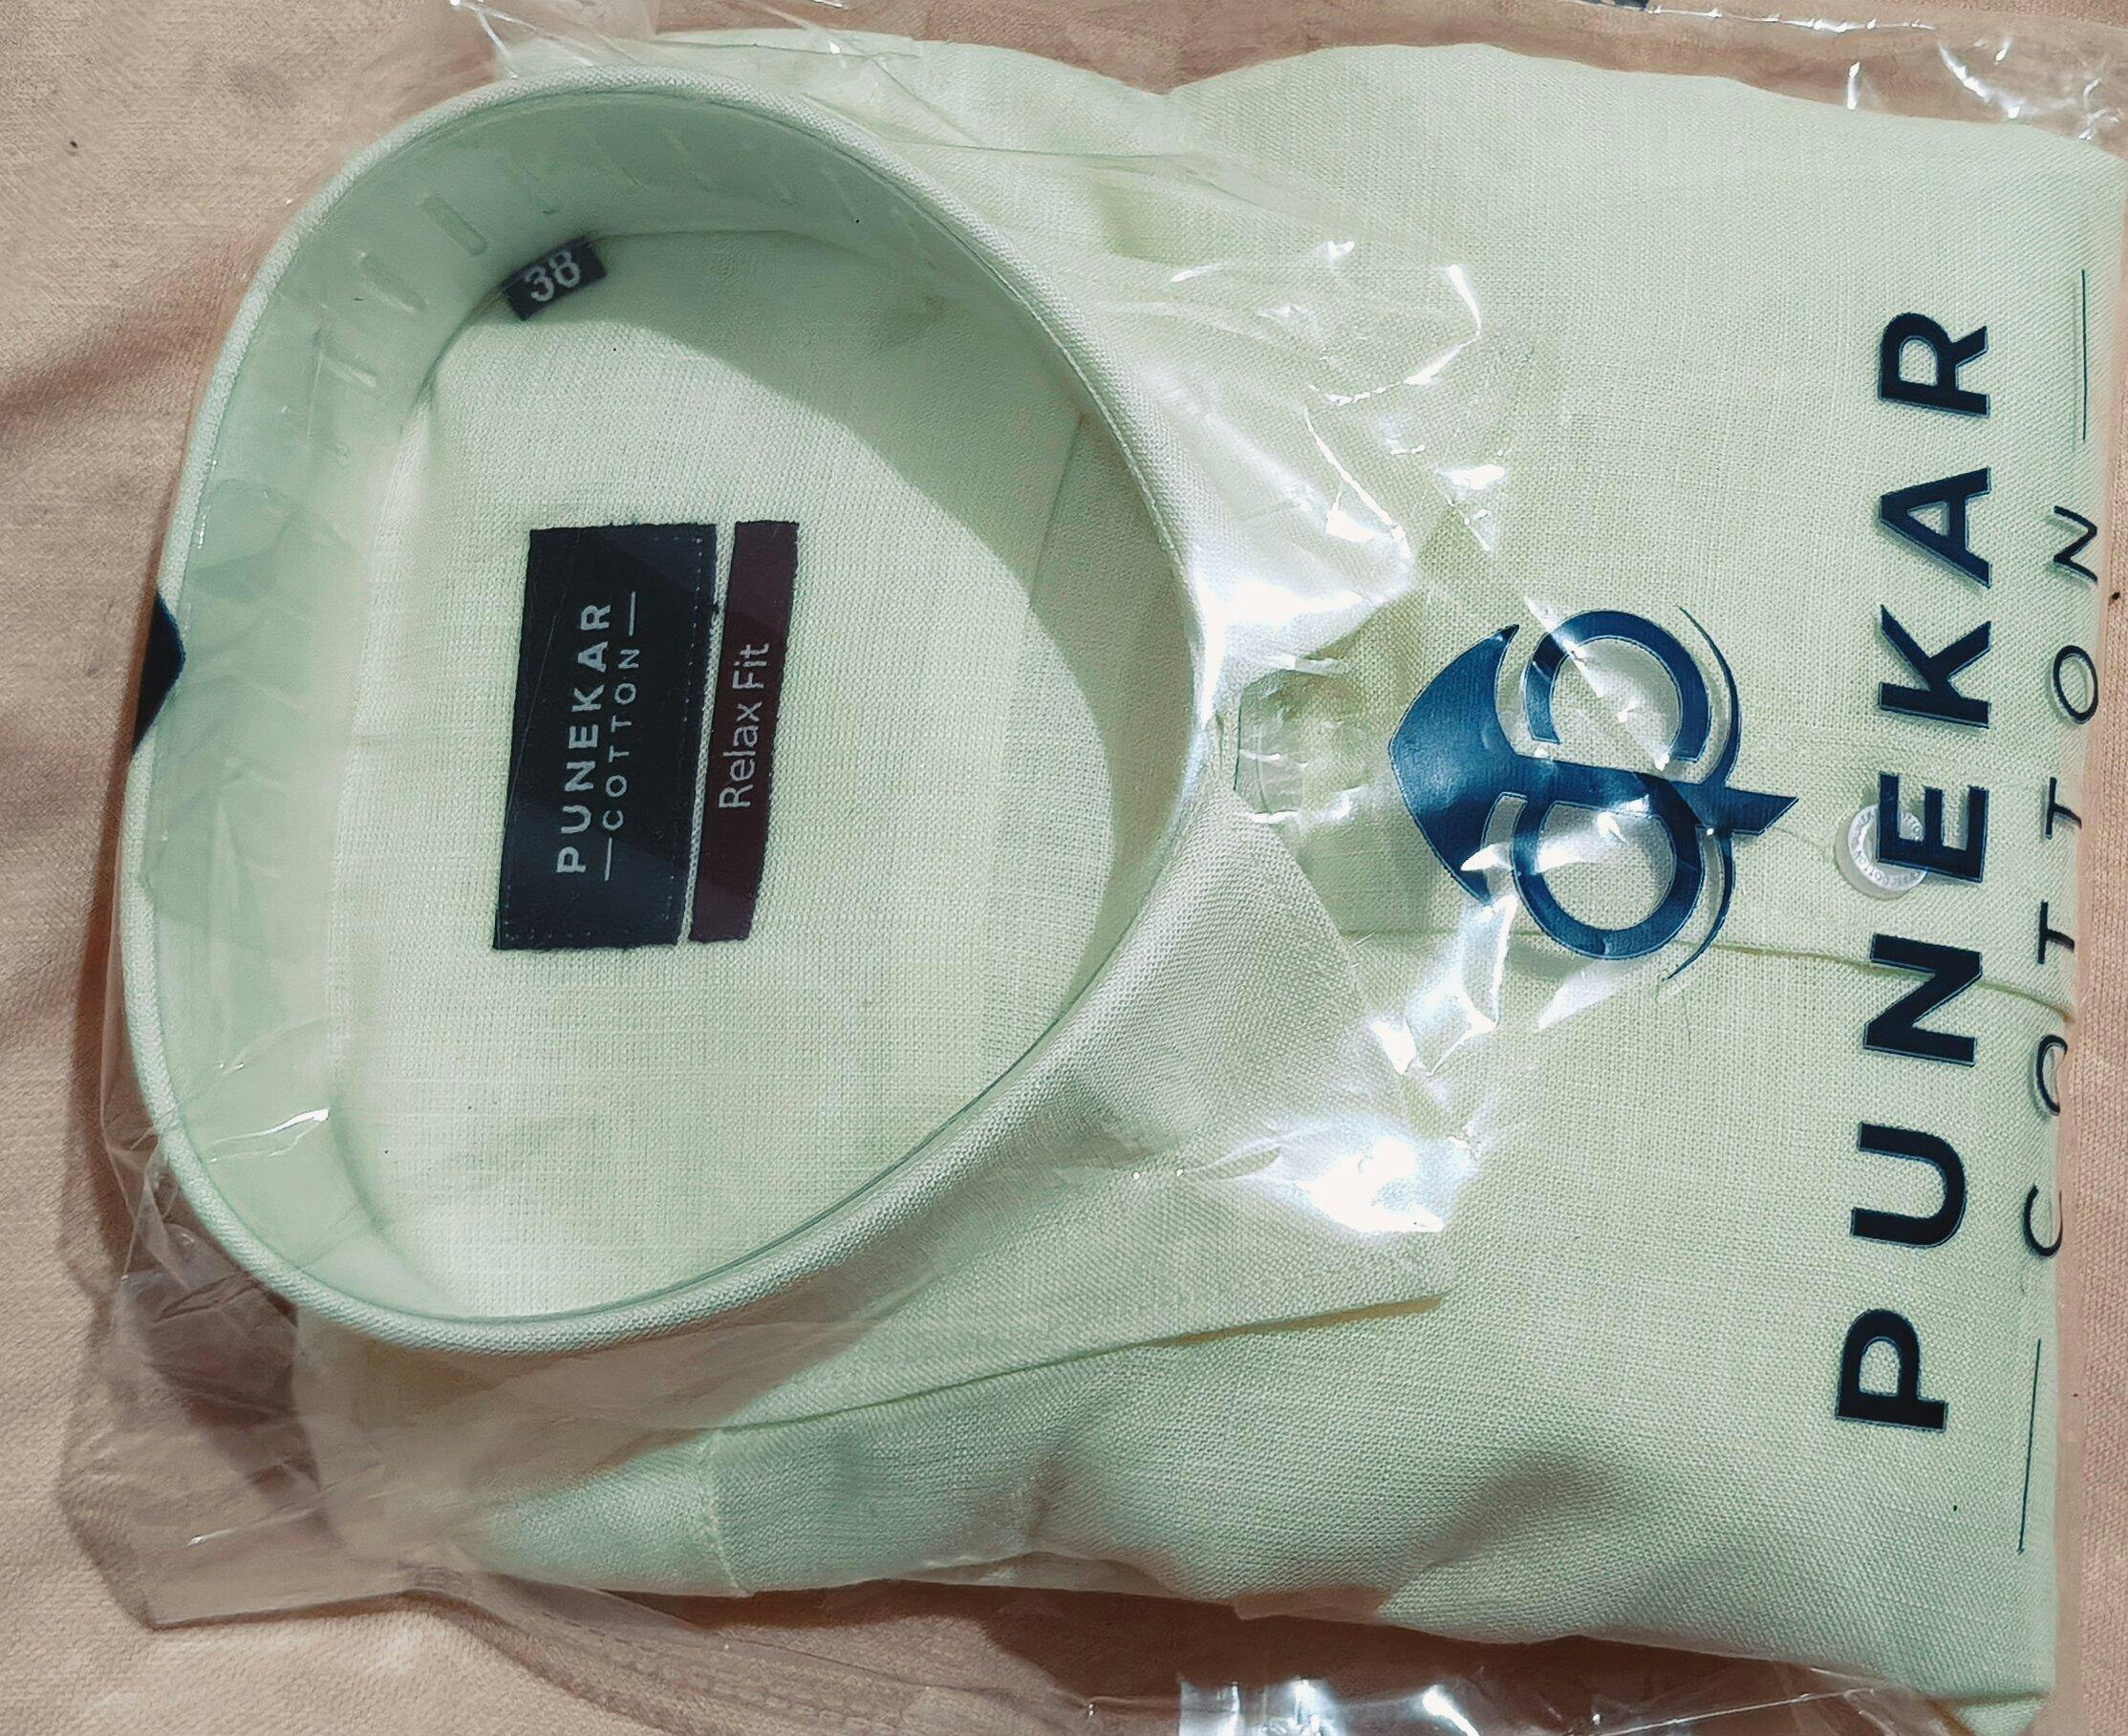 38
PUNEKAR
COTTON
Relax Fit
PUNEKAR
COTTON